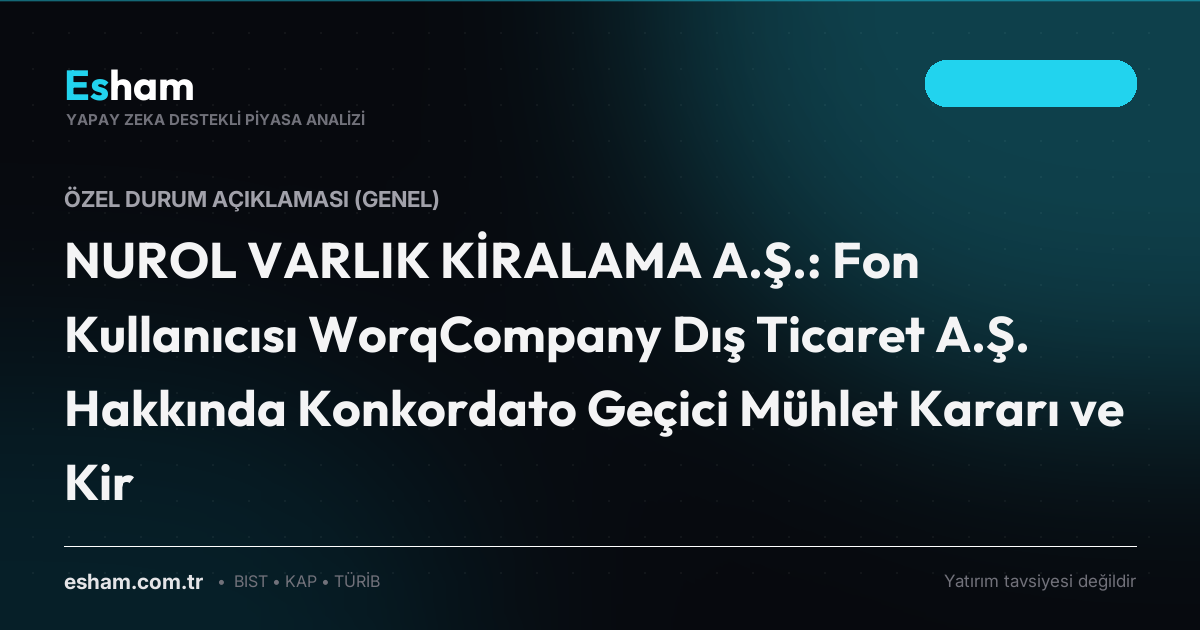 Esham
YAPAY ZEKA DESTEKLİ PİYASA ANALİZİ
ÖZEL DURUM AÇIKLAMASI (GENEL)
NUROL VARLIK KİRALAMA A.Ş.: Fon
Kullanıcısı WorqCompany Dış Ticaret A.Ş.
Hakkında Konkordato Geçici Mühlet Kararı ve
Kir
esham.com.tr • BIST • KAP • TÜRİB
Yatırım tavsiyesi değildir